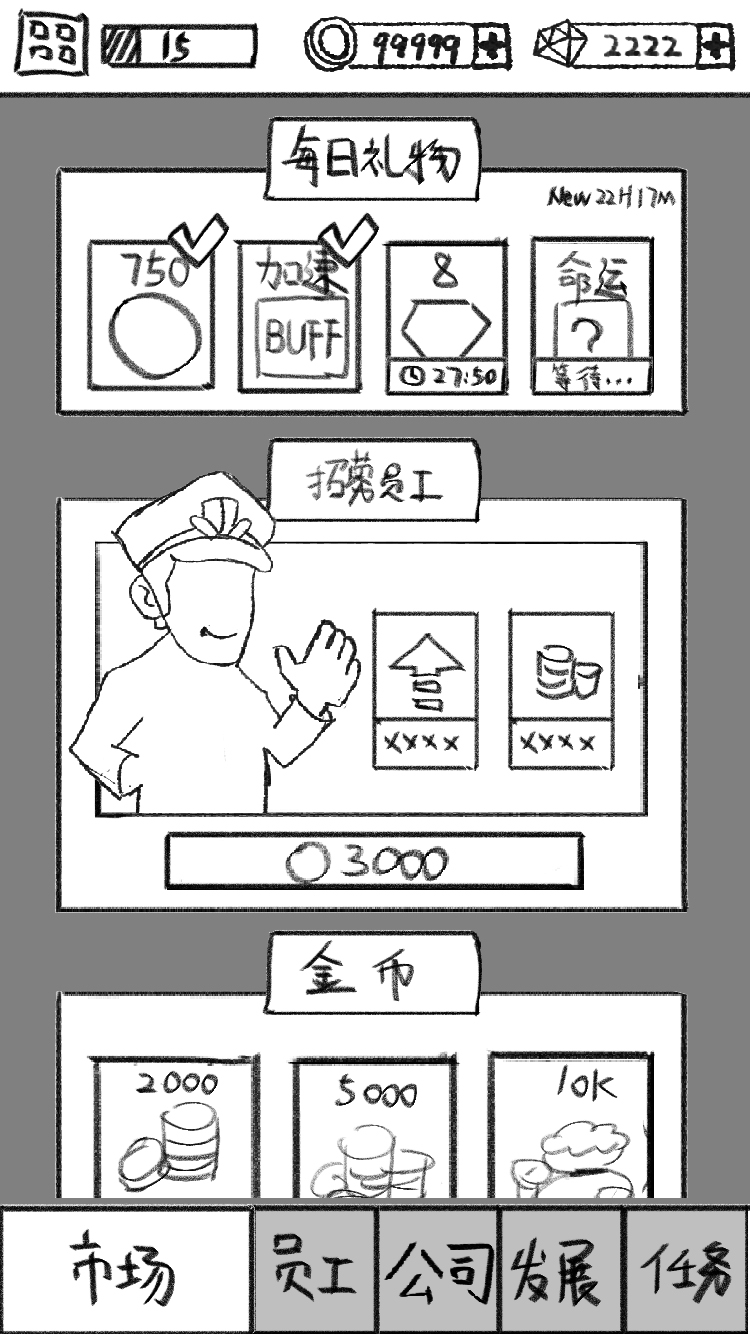 15 99999 2222
每日礼物
New 22H17M
750 加速 8 命运
BUFF ?
27:50 等待...
招募员工
xxxx xxxx
3000
金币
2000 5000 10K
市场 员工 公司 发展 任务